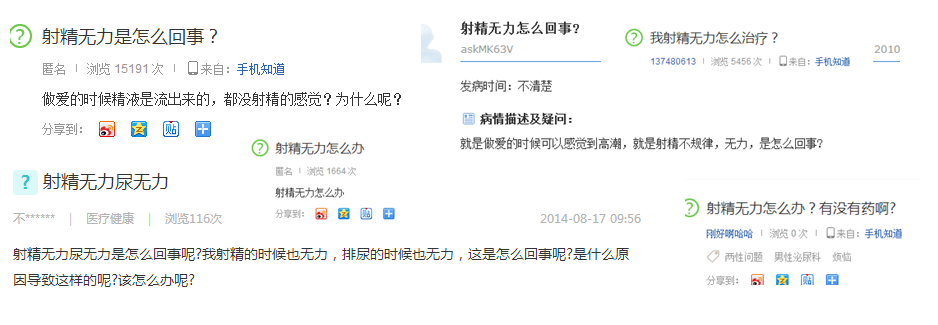 射精无力是怎么回事？
匿名 | 浏览 15191 次 | 来自：手机知道
做爱的时候精液是流出来的，都没射精的感觉？为什么呢？
分享到：
贴
射精无力怎么回事?
askMK63V
发病时间：不清楚
病情描述及疑问：
就是做爱的时候可以感觉到高潮，就是射精不规律，无力，是怎么回事?
我射精无力怎么治疗？
137480613 | 浏览 5456 次 | 来自：手机知道
2010
射精无力怎么办
匿名 | 浏览 1664 次
射精无力怎么办
分享到：
贴
射精无力尿无力
不****** | 医疗健康 | 浏览116次
2014-08-17 09:56
射精无力尿无力是怎么回事呢?我射精的时候也无力，排尿的时候也无力，这是怎么回事呢?是什么原
因导致这样的呢?该怎么办呢?
射精无力怎么办？有没有药啊?
刚好啊哈哈 | 浏览 0 次 | 来自：手机知道
两性问题 男性泌尿科 烦恼
分享到：
贴